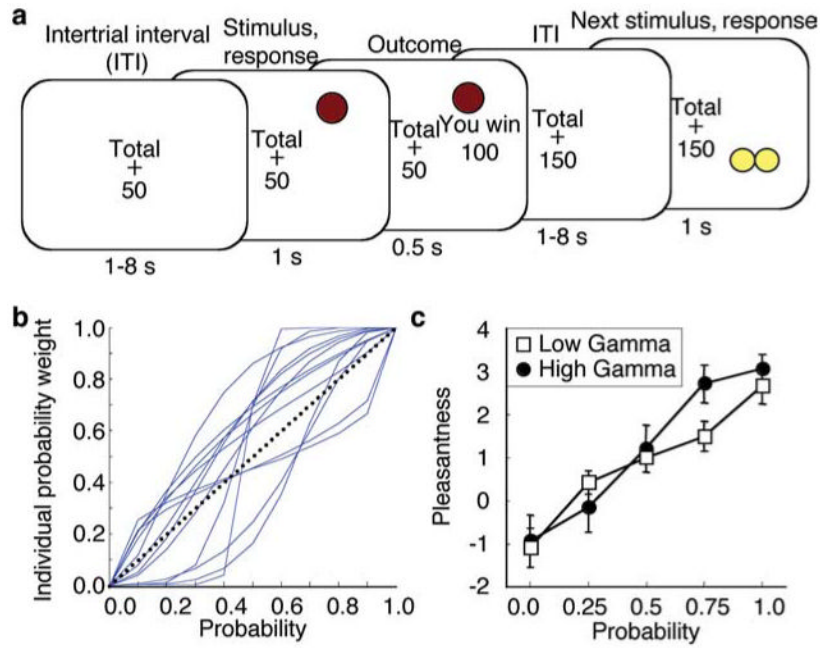 a
Intertrial interval
(ITI)
Stimulus,
response
Outcome
ITI
Next stimulus, response
Total
+
50
1-8 s
Total
+
50
1 s
Total
+
50
You win
100
0.5 s
Total
+
150
1-8 s
Total
+
150
1 s
b
Individual probability weight
1.0
0.8
0.6
0.4
0.2
0.0
0.0 0.2 0.4 0.6 0.8 1.0
Probability
c
Pleasantness
4
3
2
1
0
-1
-2
Low Gamma
High Gamma
0.0 0.25 0.5 0.75 1.0
Probability